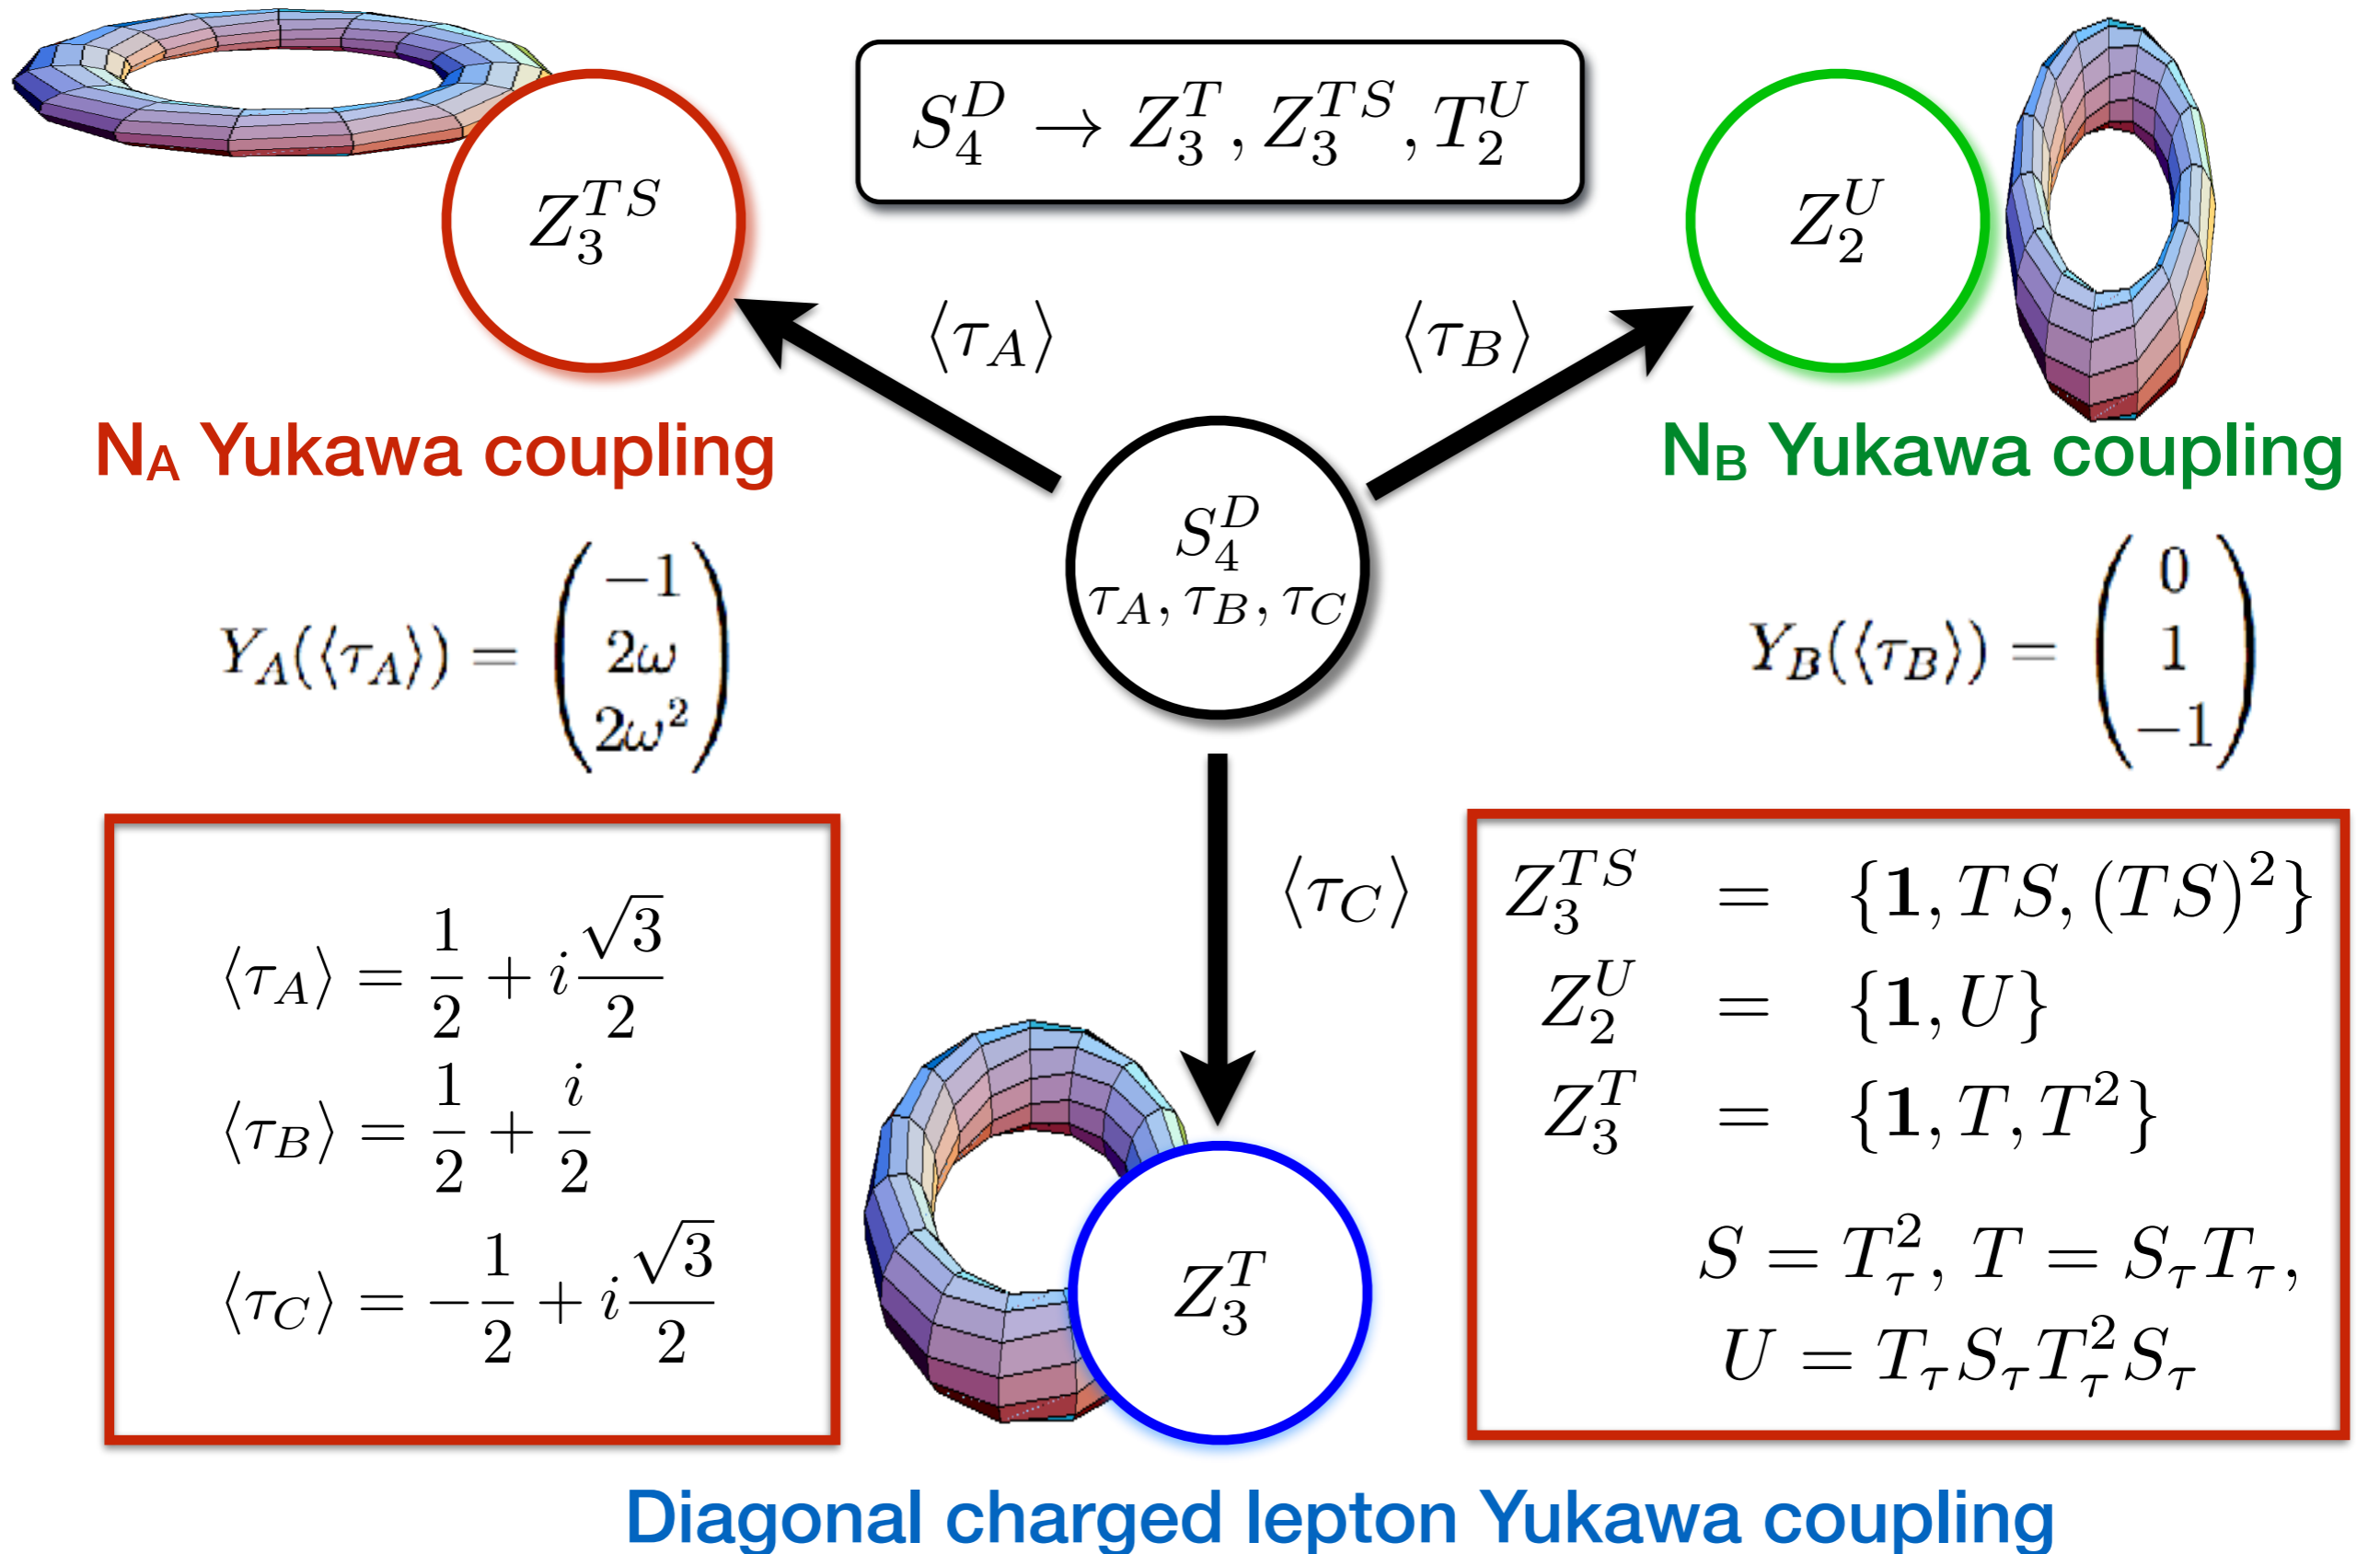 S_4^D → Z_3^T, Z_3^{TS}, T_2^U
Z_3^{TS}
Z_2^U
⟨τ_A⟩
⟨τ_B⟩
N_A Yukawa coupling
N_B Yukawa coupling
S_4^D
τ_A, τ_B, τ_C
Y_A(⟨τ_A⟩) = (−1, 2ω, 2ω^2)
Y_B(⟨τ_B⟩) = (0, 1, −1)
⟨τ_C⟩
⟨τ_A⟩ = 1/2 + i √3/2
⟨τ_B⟩ = 1/2 + i/2
⟨τ_C⟩ = −1/2 + i √3/2
Z_3^{TS} = {1, TS, (TS)^2}
Z_2^U = {1, U}
Z_3^T = {1, T, T^2}
S = T_τ^2, T = S_τ T_τ,
U = T_τ S_τ T_τ^2 S_τ
Z_3^T
Diagonal charged lepton Yukawa coupling